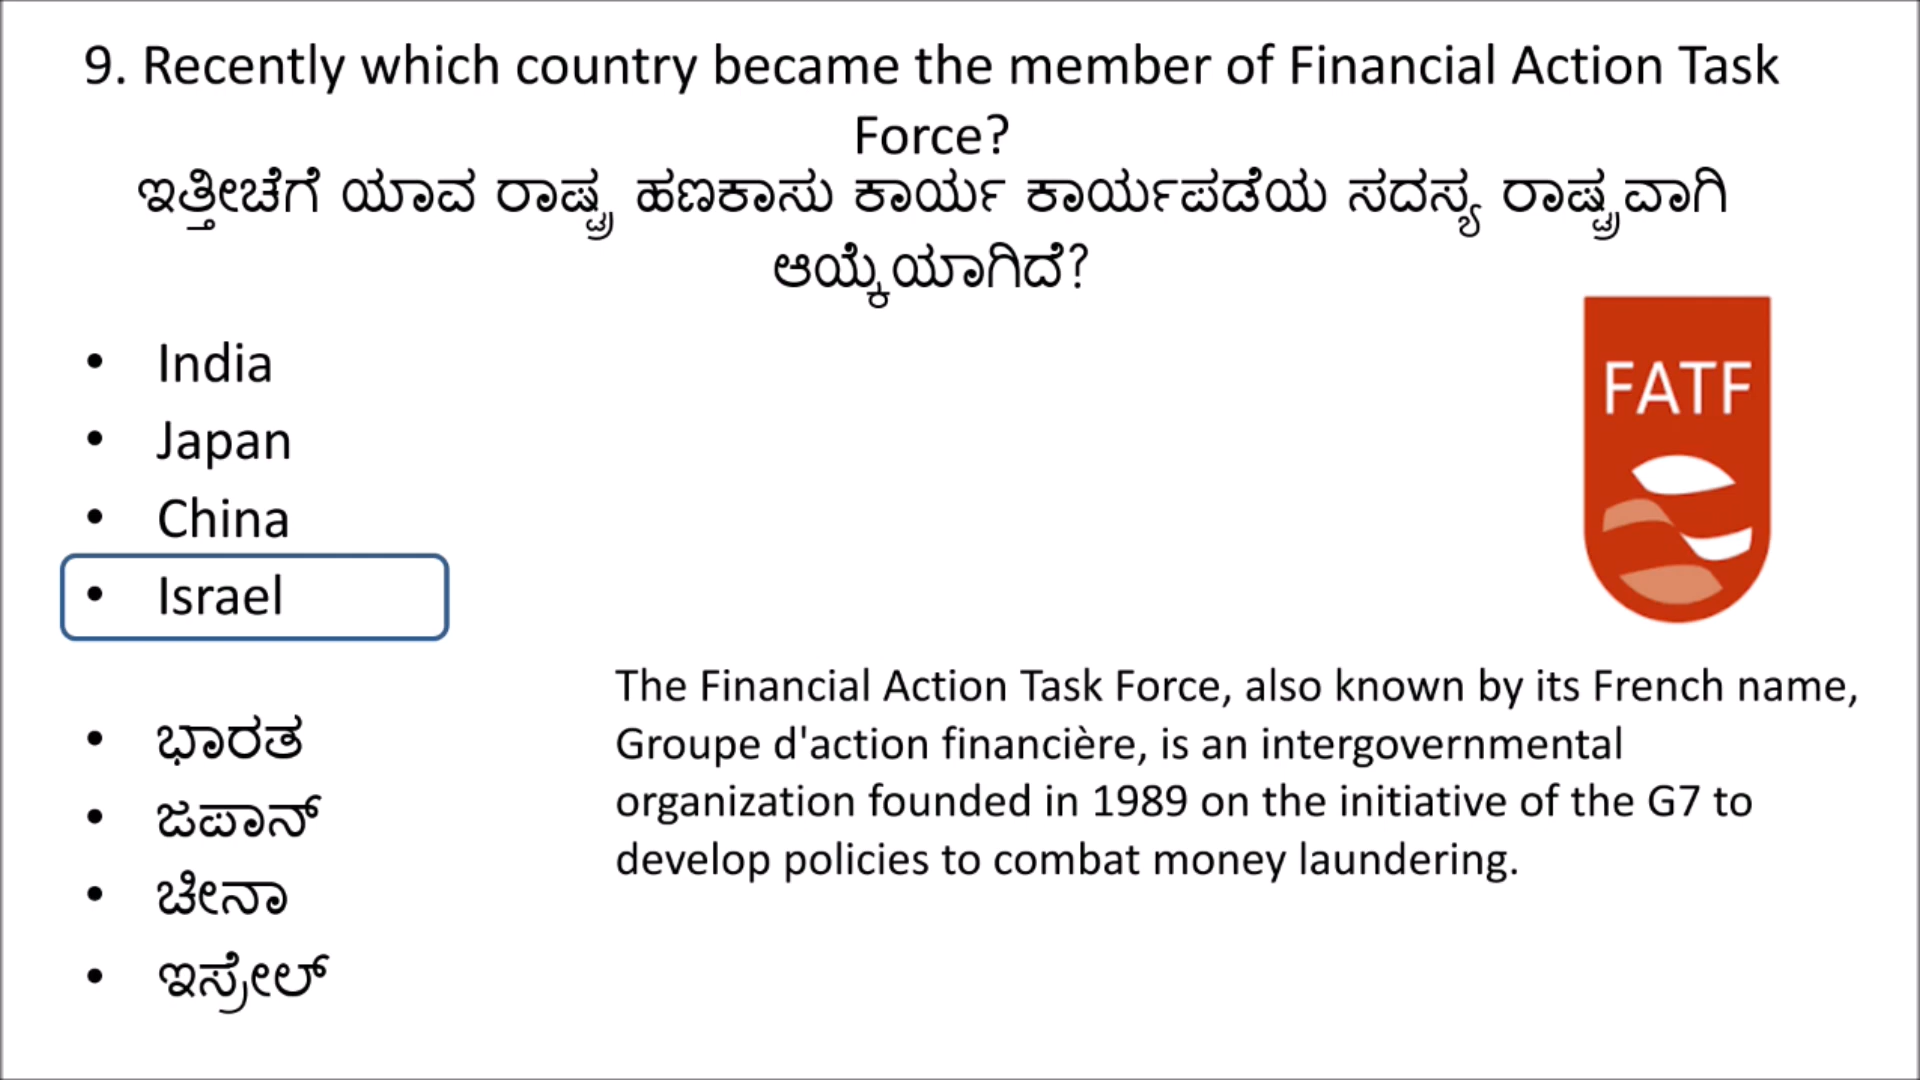 9. Recently which country became the member of Financial Action Task
Force?
ಇತ್ತೀಚೆಗೆ ಯಾವ ರಾಷ್ಟ್ರ ಹಣಕಾಸು ಕಾರ್ಯ ಕಾರ್ಯಪಡೆಯ ಸದಸ್ಯ ರಾಷ್ಟ್ರವಾಗಿ
ಆಯ್ಕೆಯಾಗಿದೆ?
• India
• Japan
• China
• Israel
FATF
• ಭಾರತ
• ಜಪಾನ್
• ಚೀನಾ
• ಇಸ್ರೇಲ್
The Financial Action Task Force, also known by its French name,
Groupe d'action financière, is an intergovernmental
organization founded in 1989 on the initiative of the G7 to
develop policies to combat money laundering.